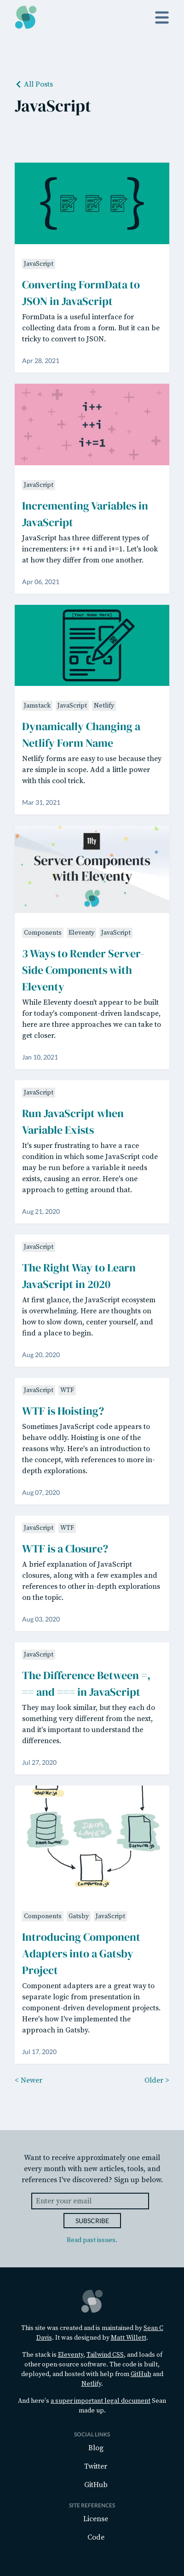 All Posts
JavaScript
JavaScript
Converting FormData to
JSON in JavaScript
FormData is a useful interface for
collecting data from a form. But it can be
tricky to convert to JSON.
Apr 28, 2021
i++
++i
i+=1
JavaScript
Incrementing Variables in
JavaScript
JavaScript has three different types of
incrementers: i++ ++i and i+=1. Let's look
at how they differ from one another.
Apr 06, 2021
[Your Name Here]
Jamstack JavaScript Netlify
Dynamically Changing a
Netlify Form Name
Netlify forms are easy to use because they
are simple in scope. Add a little power
with this cool trick.
Mar 31, 2021
11ty
Server Components
with Eleventy
Components Eleventy JavaScript
3 Ways to Render Server-
Side Components with
Eleventy
While Eleventy doesn't appear to be built
for today's component-driven landscape,
here are three approaches we can take to
get closer.
Jan 10, 2021
JavaScript
Run JavaScript when
Variable Exists
It's super frustrating to have a race
condition in which some JavaScript code
may be run before a variable it needs
exists, causing an error. Here's one
approach to getting around that.
Aug 21, 2020
JavaScript
The Right Way to Learn
JavaScript in 2020
At first glance, the JavaScript ecosystem
is overwhelming. Here are thoughts on
how to slow down, center yourself, and
find a place to begin.
Aug 20, 2020
JavaScript WTF
WTF is Hoisting?
Sometimes JavaScript code appears to
behave oddly. Hoisting is one of the
reasons why. Here's an introduction to
the concept, with references to more in-
depth explorations.
Aug 07, 2020
JavaScript WTF
WTF is a Closure?
A brief explanation of JavaScript
closures, along with a few examples and
references to other in-depth explorations
on the topic.
Aug 03, 2020
JavaScript
The Difference Between =,
== and === in JavaScript
They may look similar, but they each do
something very different from the next,
and it's important to understand the
differences.
Jul 27, 2020
Components Gatsby JavaScript
Introducing Component
Adapters into a Gatsby
Project
Component adapters are a great way to
separate logic from presentation in
component-driven development projects.
Here's how I've implemented the
approach in Gatsby.
Jul 17, 2020
< Newer Older >
Want to receive approximately one email
every month with new articles, tools, and
references I've discovered? Sign up below.
Enter your email
SUBSCRIBE
Read past issues.
This site was created and is maintained by Sean C
Davis. It was designed by Matt Willett.
The stack is Eleventy, Tailwind CSS, and loads of
other open-source software. The code is built,
deployed, and hosted with help from GitHub and
Netlify.
And here's a super important legal document Sean
made up.
SOCIAL LINKS
Blog
Twitter
GitHub
SITE REFERENCES
License
Code